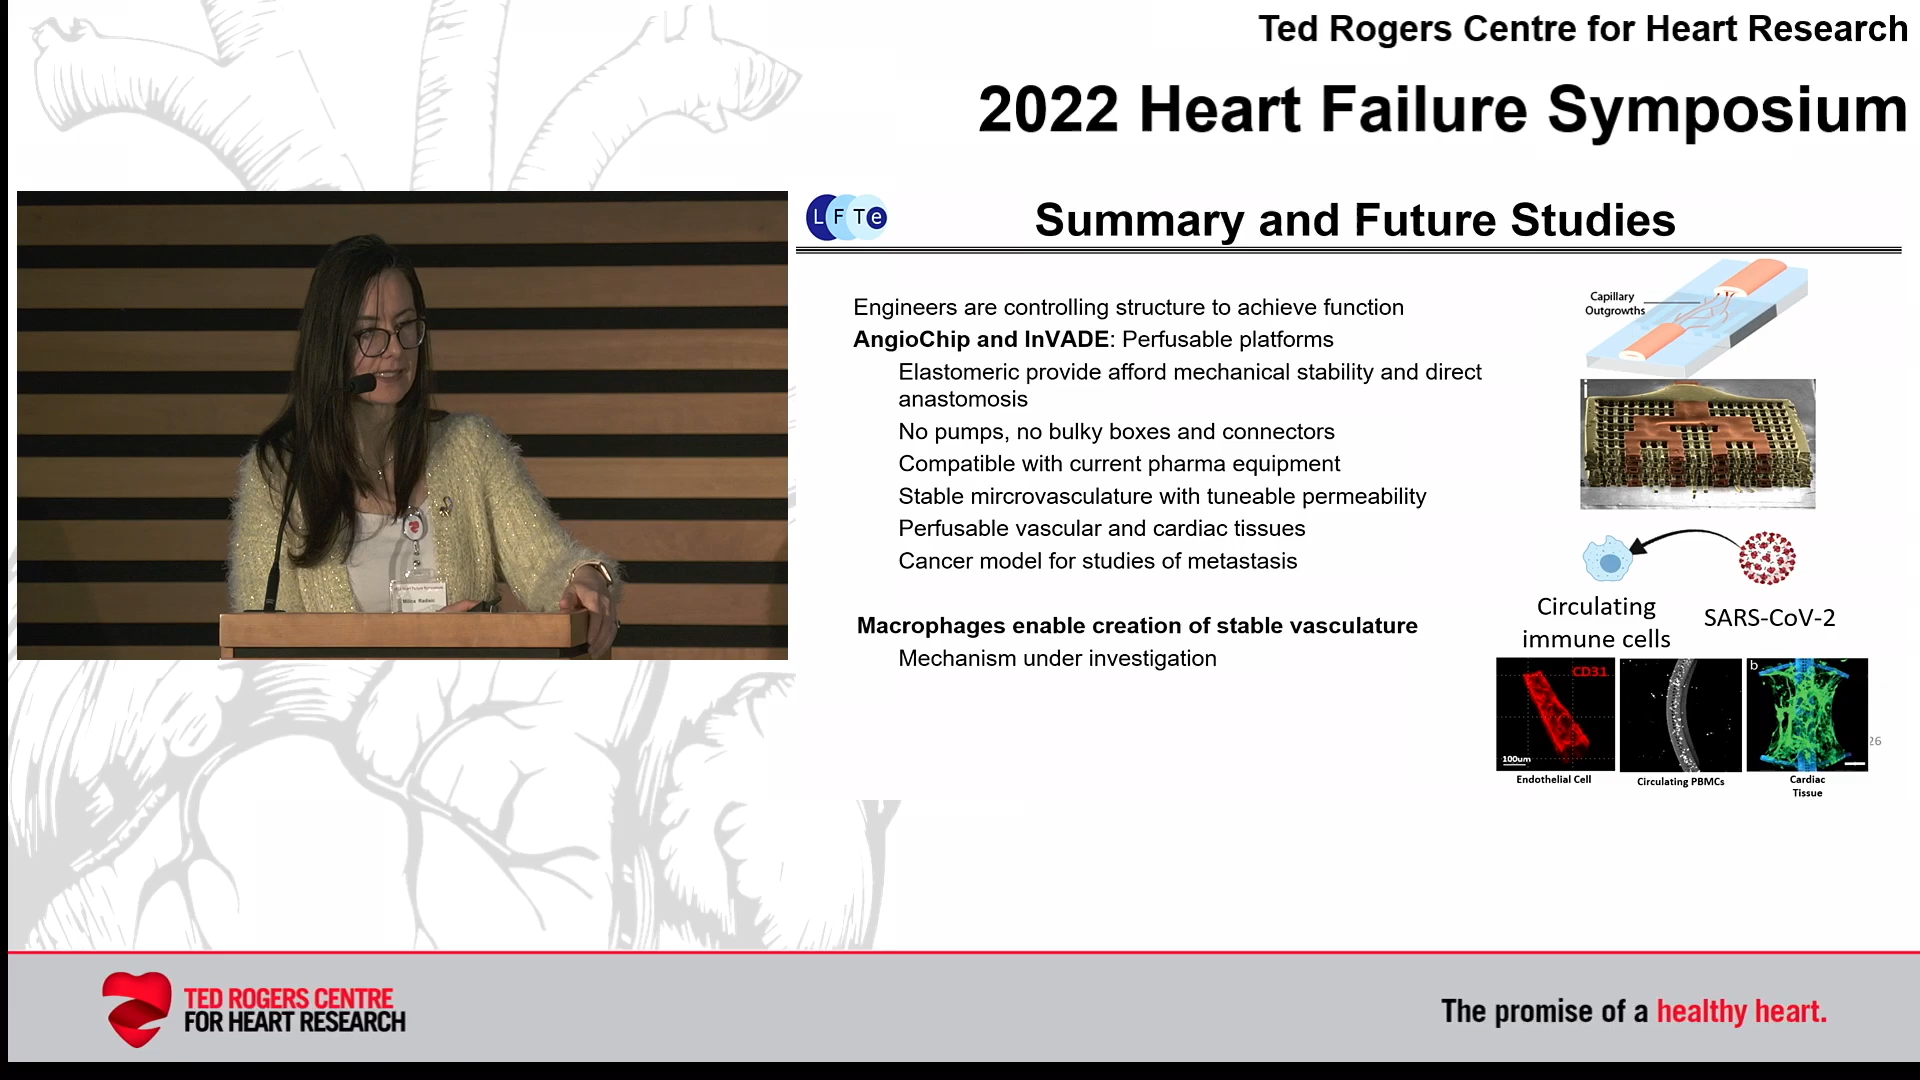 Ted Rogers Centre for Heart Research
2022 Heart Failure Symposium
L F T e
Summary and Future Studies
Engineers are controlling structure to achieve function
AngioChip and InVADE: Perfusable platforms
Elastomeric provide afford mechanical stability and direct
anastomosis
No pumps, no bulky boxes and connectors
Compatible with current pharma equipment
Stable mircrovasculature with tuneable permeability
Perfusable vascular and cardiac tissues
Cancer model for studies of metastasis
Macrophages enable creation of stable vasculature
Mechanism under investigation
Capillary
Outgrowths
Circulating
immune cells
SARS-CoV-2
CD31
100um
b
Endothelial Cell
Circulating PBMCs
Cardiac
Tissue
26
Milica Radisic
TED ROGERS CENTRE
FOR HEART RESEARCH
The promise of a healthy heart.